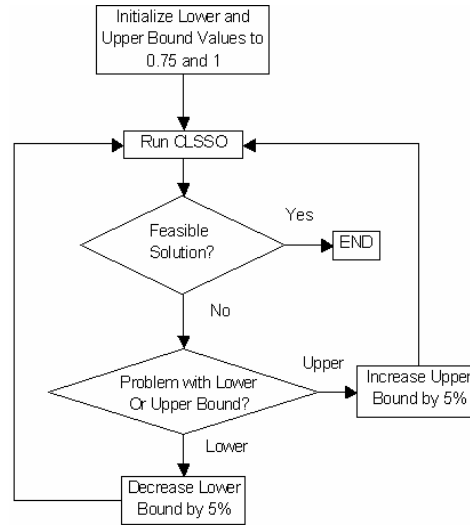 Initialize Lower and
Upper Bound Values to
0.75 and 1
Run CLSSO
Feasible
Solution?
Yes
END
No
Problem with Lower
Or Upper Bound?
Upper
Increase Upper
Bound by 5%
Lower
Decrease Lower
Bound by 5%